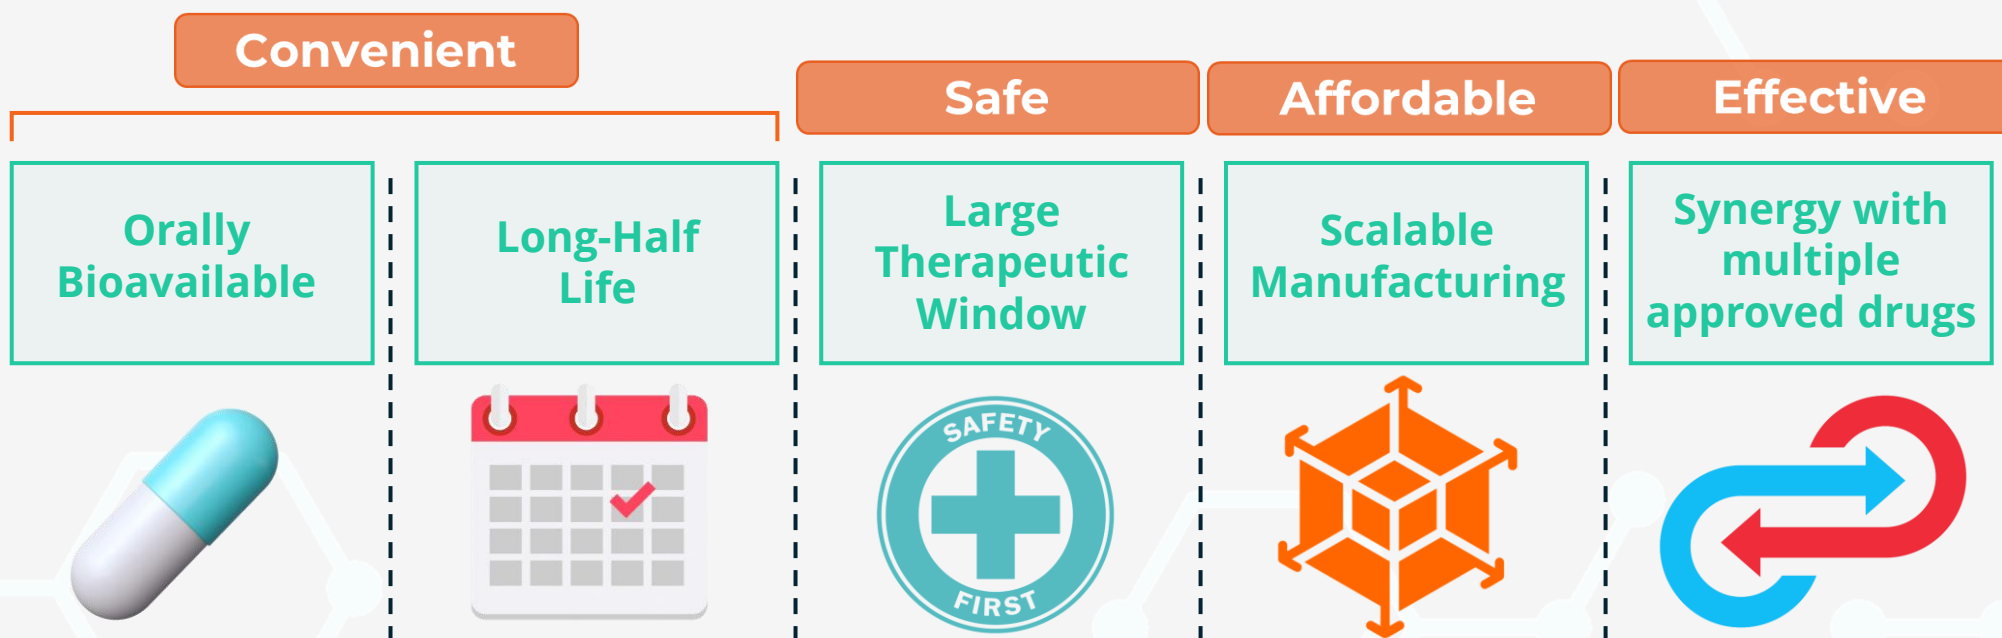 Convenient
Safe
Affordable
Effective
Orally
Bioavailable
Long-Half
Life
Large
Therapeutic
Window
Scalable
Manufacturing
Synergy with
multiple
approved drugs
SAFETY
FIRST